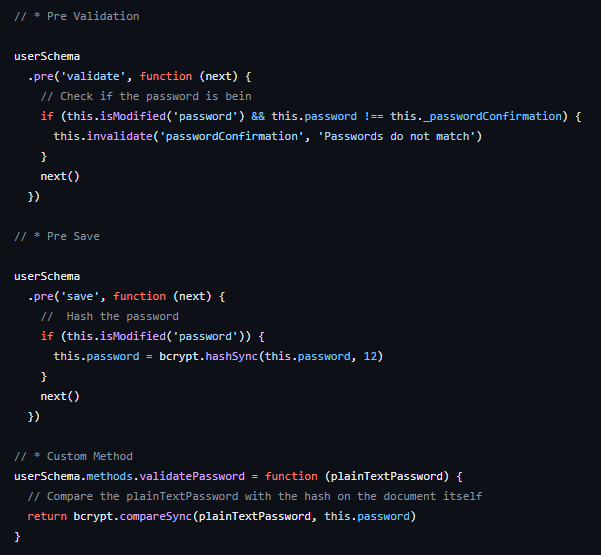 // * Pre Validation
userSchema
.pre('validate', function (next) {
// Check if the password is bein
if (this.isModified('password') && this.password !== this._passwordConfirmation) {
this.invalidate('passwordConfirmation', 'Passwords do not match')
}
next()
})
// * Pre Save
userSchema
.pre('save', function (next) {
//  Hash the password
if (this.isModified('password')) {
this.password = bcrypt.hashSync(this.password, 12)
}
next()
})
// * Custom Method
userSchema.methods.validatePassword = function (plainTextPassword) {
// Compare the plainTextPassword with the hash on the document itself
return bcrypt.compareSync(plainTextPassword, this.password)
}